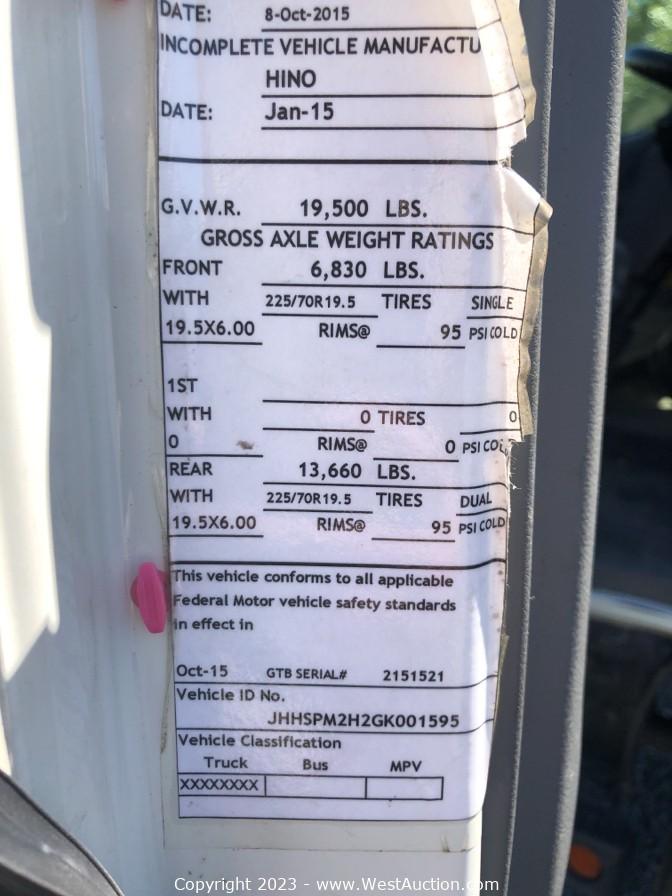 DATE: 8-Oct-2015
INCOMPLETE VEHICLE MANUFACTU
HINO
DATE: Jan-15
G.V.W.R. 19,500 LBS.
GROSS AXLE WEIGHT RATINGS
FRONT 6,830 LBS.
WITH 225/70R19.5 TIRES SINGLE
19.5X6.00 RIMS@ 95 PSI COLD
1ST
WITH 0 TIRES 0
0 RIMS@ 0 PSI COL
REAR 13,660 LBS.
WITH 225/70R19.5 TIRES DUAL
19.5X6.00 RIMS@ 95 PSI COLD
This vehicle conforms to all applicable
Federal Motor vehicle safety standards
in effect in
Oct-15 GTB SERIAL# 2151521
Vehicle ID No.
JHHSPM2H2GK001595
Vehicle Classification
Truck Bus MPV
XXXXXXXX
Copyright 2023 - www.WestAuction.com